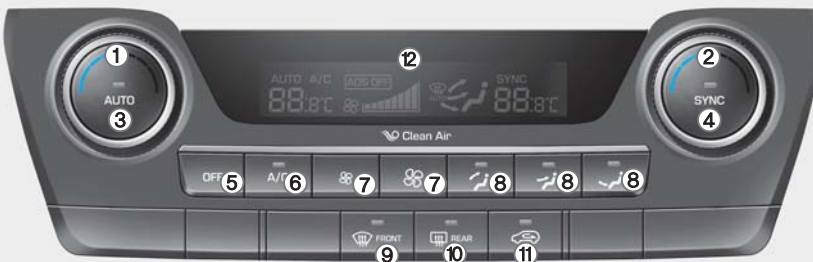 ① ⑫ ②
AUTO A/C ADS OFF SYNC
88:8°C 88:8°C
AUTO SYNC
③ ④
Clean Air
OFF ⑤ A/C ⑥ ⑦ ⑦ ⑧ ⑧ ⑧
FRONT REAR
⑨ ⑩ ⑪